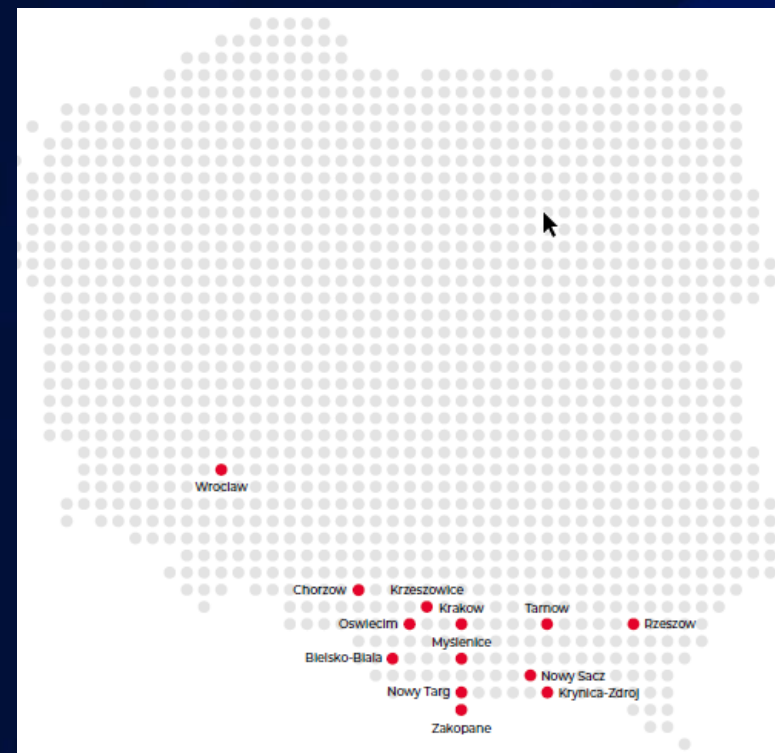 Wroclaw
Chorzow
Krzeszowice
Krakow
Tarnow
Oswiecim
Rzeszow
Myslenice
Bielsko-Biala
Nowy Sacz
Nowy Targ
Krynica-Zdroj
Zakopane